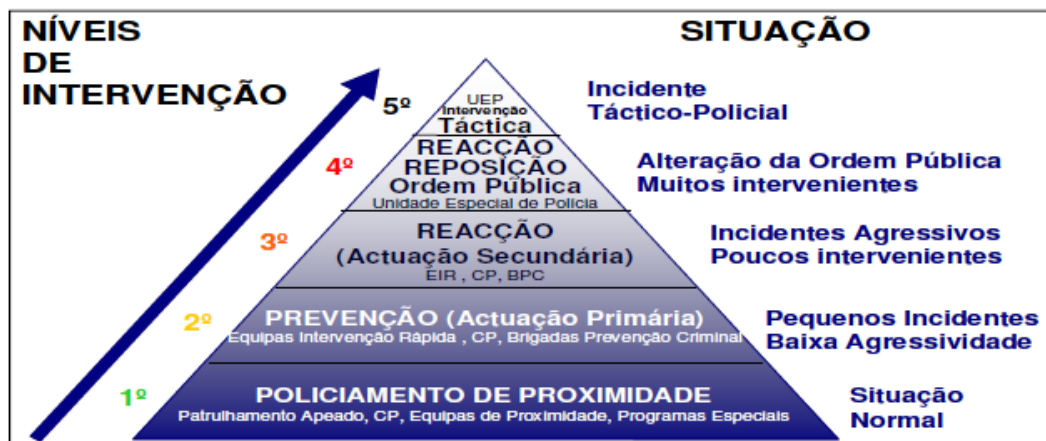 NÍVEIS
DE
INTERVENÇÃO
SITUAÇÃO
5º
UEP
Intervenção
Táctica
Incidente
Táctico-Policial
4º
REACÇÃO
REPOSIÇÃO
Ordem Pública
Unidade Especial de Polícia
Alteração da Ordem Pública
Muitos intervenientes
3º
REACÇÃO
(Actuação Secundária)
EIR , CP, BPC
Incidentes Agressivos
Poucos intervenientes
2º
PREVENÇÃO (Actuação Primária)
Equipas Intervenção Rápida , CP, Brigadas Prevenção Criminal
Pequenos Incidentes
Baixa Agressividade
1º
POLICIAMENTO DE PROXIMIDADE
Patrulhamento Apeado, CP, Equipas de Proximidade, Programas Especiais
Situação
Normal